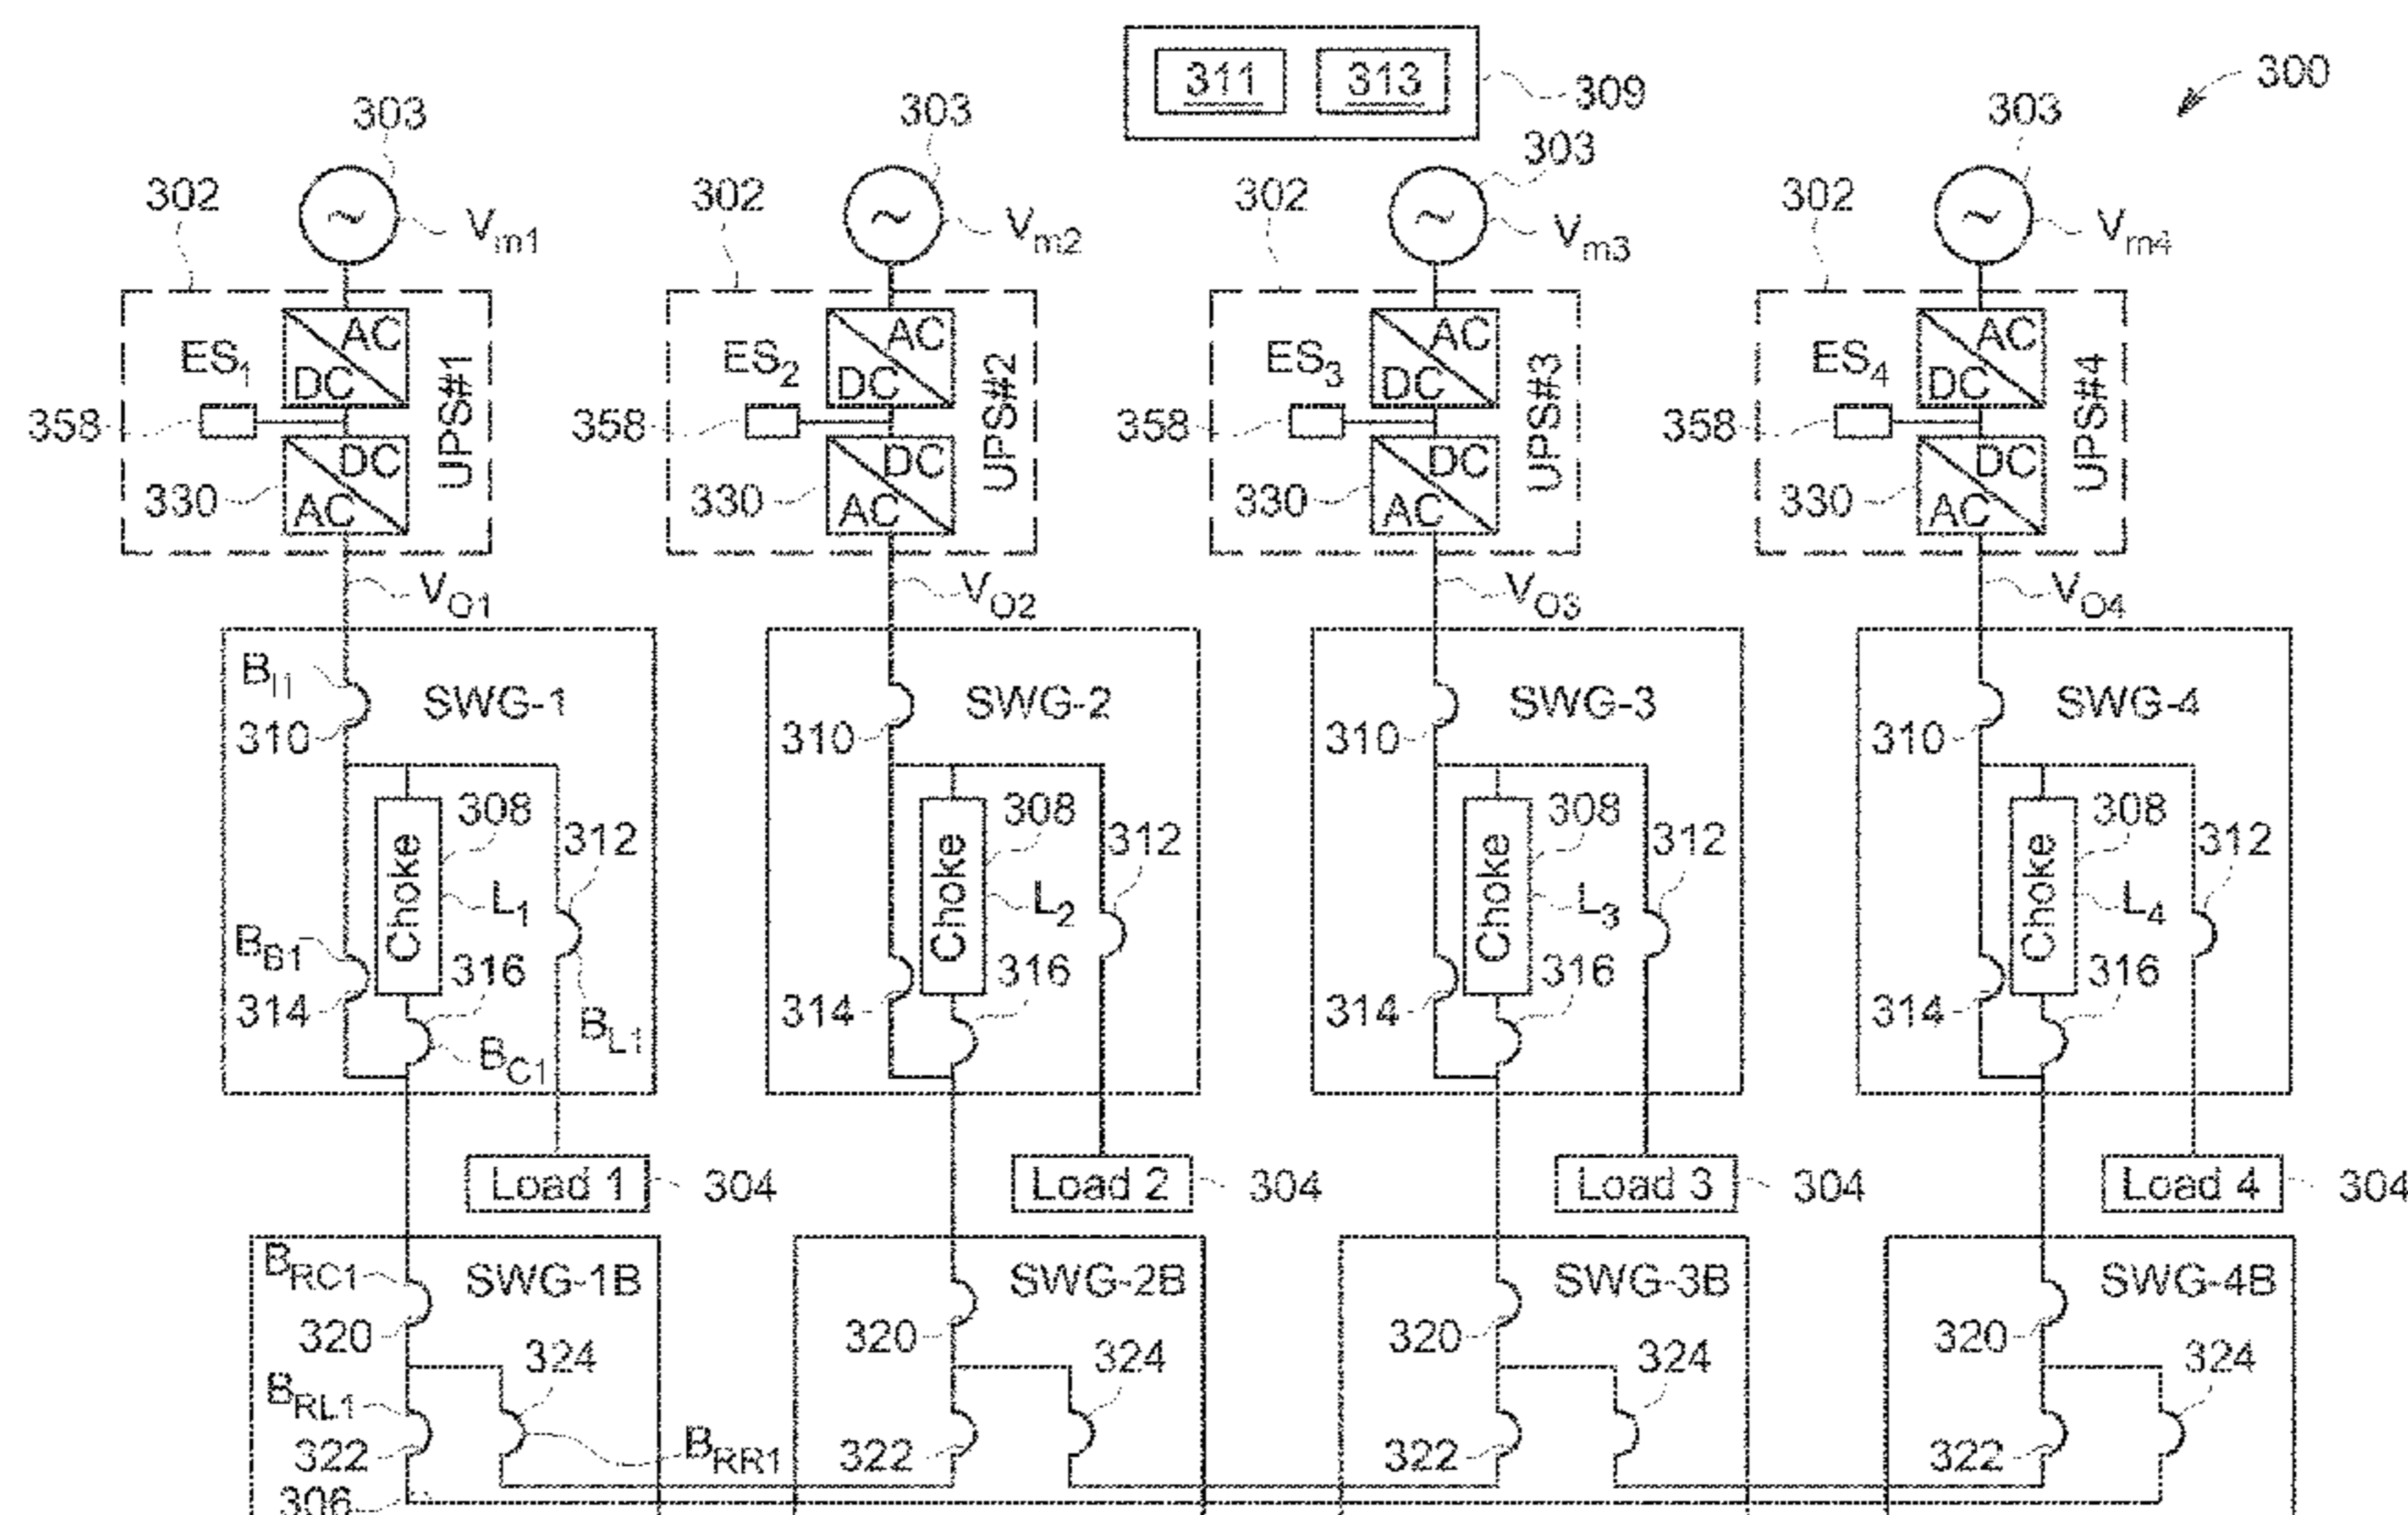 311 313 309 300
303 303 303 303
302 302 302 302
Vm1 Vm2 Vm3 Vm4
AC AC AC AC
ES1 ES2 ES3 ES4
DC DC DC DC
UPS#1 UPS#2 UPS#3 UPS#4
358 358 358 358
DC DC DC DC
330 330 330 330
AC AC AC AC
VO1 VO2 VO3 VO4
BI1 SWG-1 SWG-2 SWG-3 SWG-4
310 310 310 310
308 308 308 308
312 312 312 312
Choke Choke Choke Choke
L1 L2 L3 L4
BB1 316 316 316 316
314 314 314 314
BL1
BC1
Load 1 304 Load 2 304 Load 3 304 Load 4 304
BRC1 SWG-1B SWG-2B SWG-3B SWG-4B
320 320 320 320
324 324 324 324
BRL1
322 BRR1 322 322 322
306